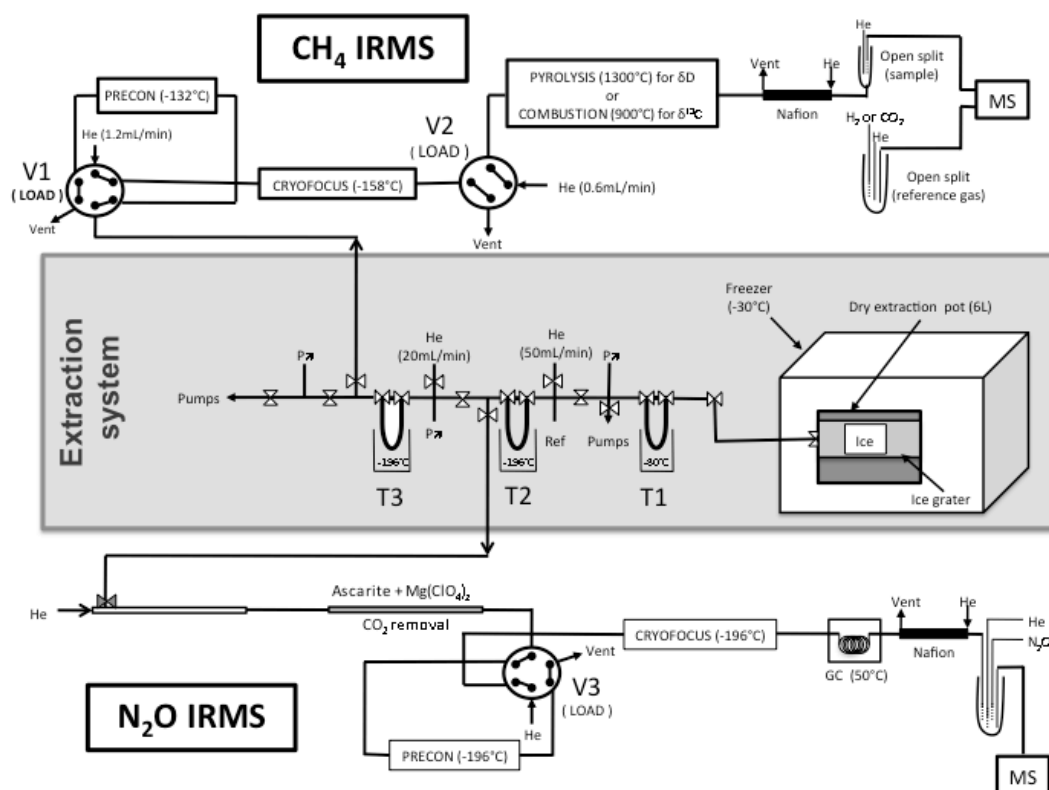 CH₄ IRMS
PRECON (-132°C)
He (1.2mL/min)
V1
( LOAD )
Vent
CRYOFOCUS (-158°C)
V2
( LOAD )
He (0.6mL/min)
Vent
PYROLYSIS (1300°C) for δD
or
COMBUSTION (900°C) for δ¹³C
Vent
He
Nafion
He
Open split
(sample)
H₂ or CO₂
He
Open split
(reference gas)
MS
Extraction
system
Pumps
P↗
He
(20mL/min)
P↗
He
(50mL/min)
Ref
P↗
Pumps
-196°C
-196°C
-80°C
T3
T2
T1
Freezer
(-30°C)
Dry extraction pot (6L)
Ice
Ice grater
He
Ascarite + Mg(ClO₄)₂
CO₂ removal
CRYOFOCUS (-196°C)
Vent
V3
( LOAD )
He
PRECON (-196°C)
GC (50°C)
Vent
He
Nafion
He
N₂O
MS
N₂O IRMS